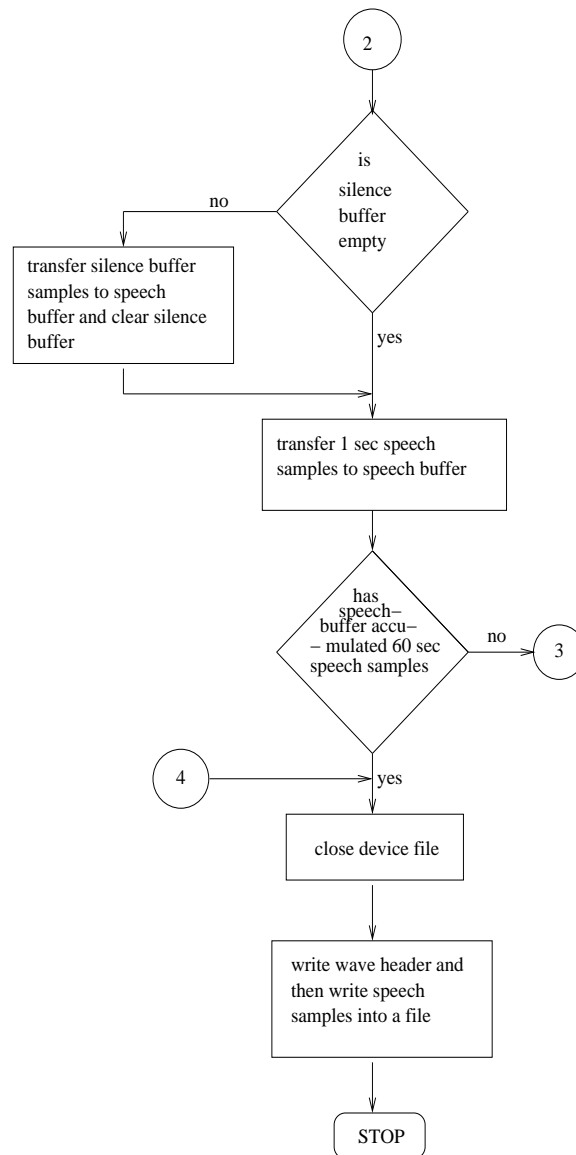 2
is
silence
buffer
empty
no
transfer silence buffer
samples to speech
buffer and clear silence
buffer
yes
transfer 1 sec speech
samples to speech buffer
has
speech–
buffer accu–
– mulated 60 sec
speech samples
no
3
4
yes
close device file
write wave header and
then write speech
samples into a file
STOP